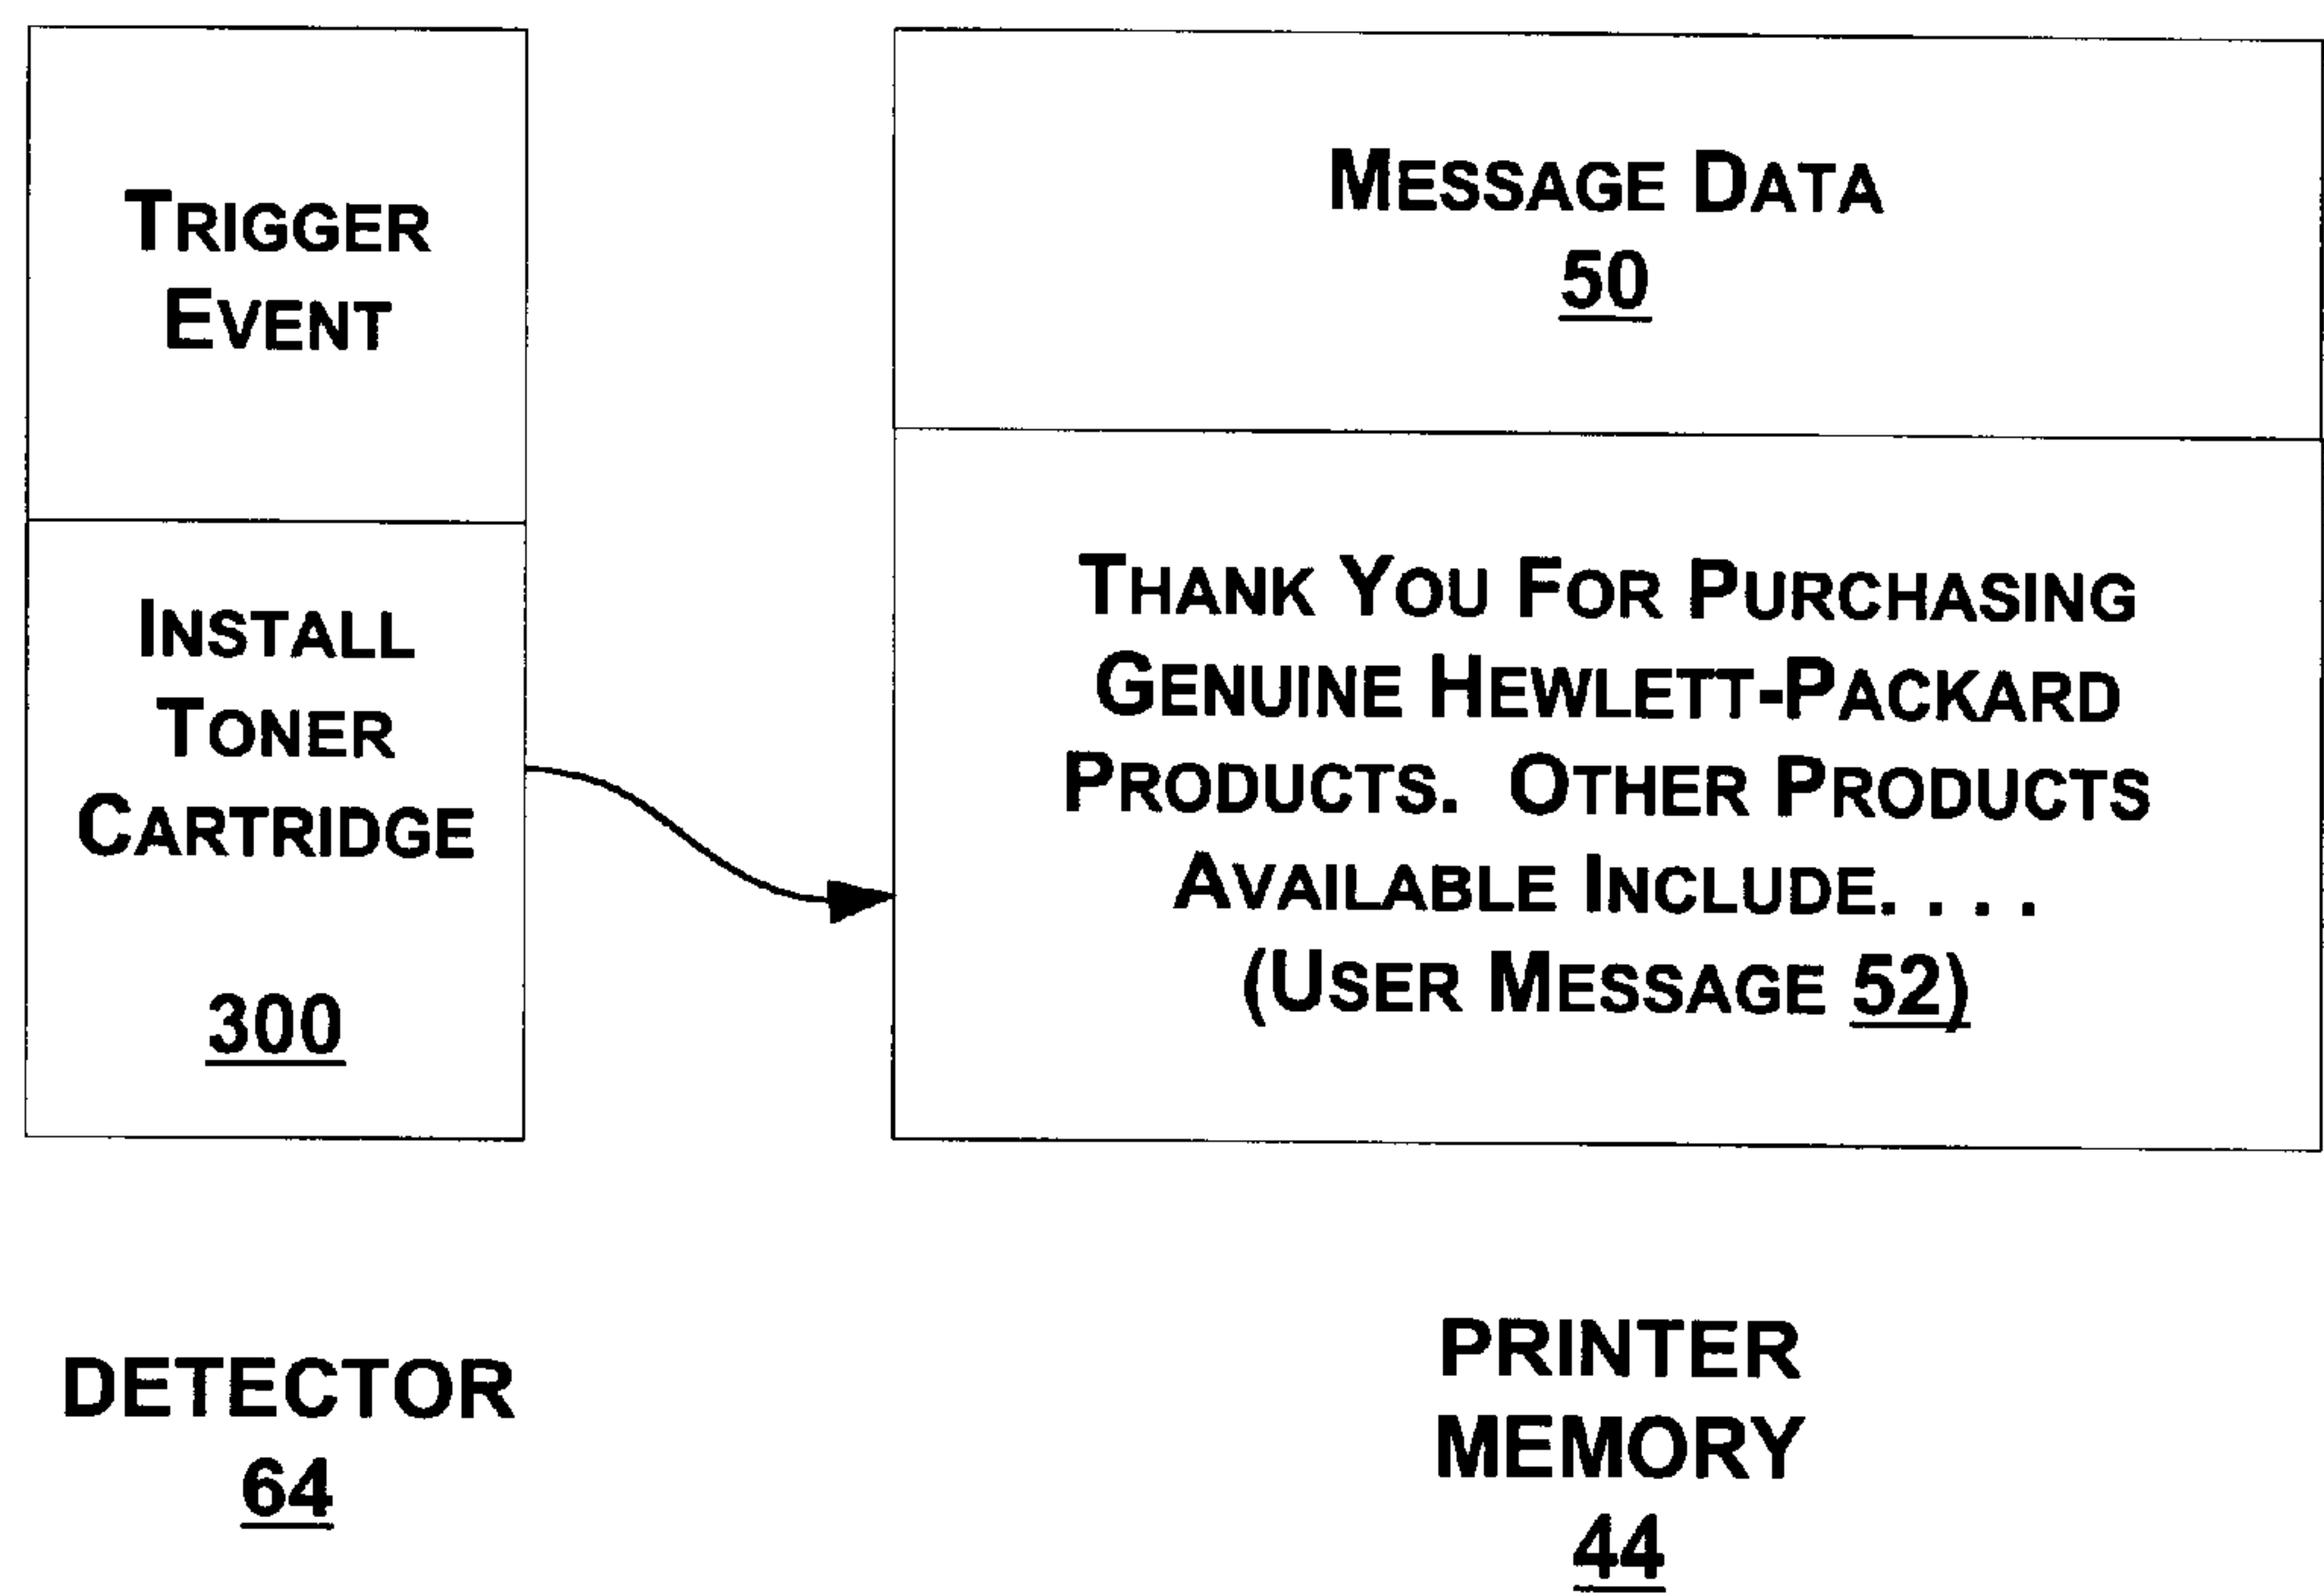 TRIGGER
EVENT
INSTALL
TONER
CARTRIDGE
300
MESSAGE DATA
50
THANK YOU FOR PURCHASING
GENUINE HEWLETT-PACKARD
PRODUCTS. OTHER PRODUCTS
AVAILABLE INCLUDE. . . .
(USER MESSAGE 52)
DETECTOR
64
PRINTER
MEMORY
44